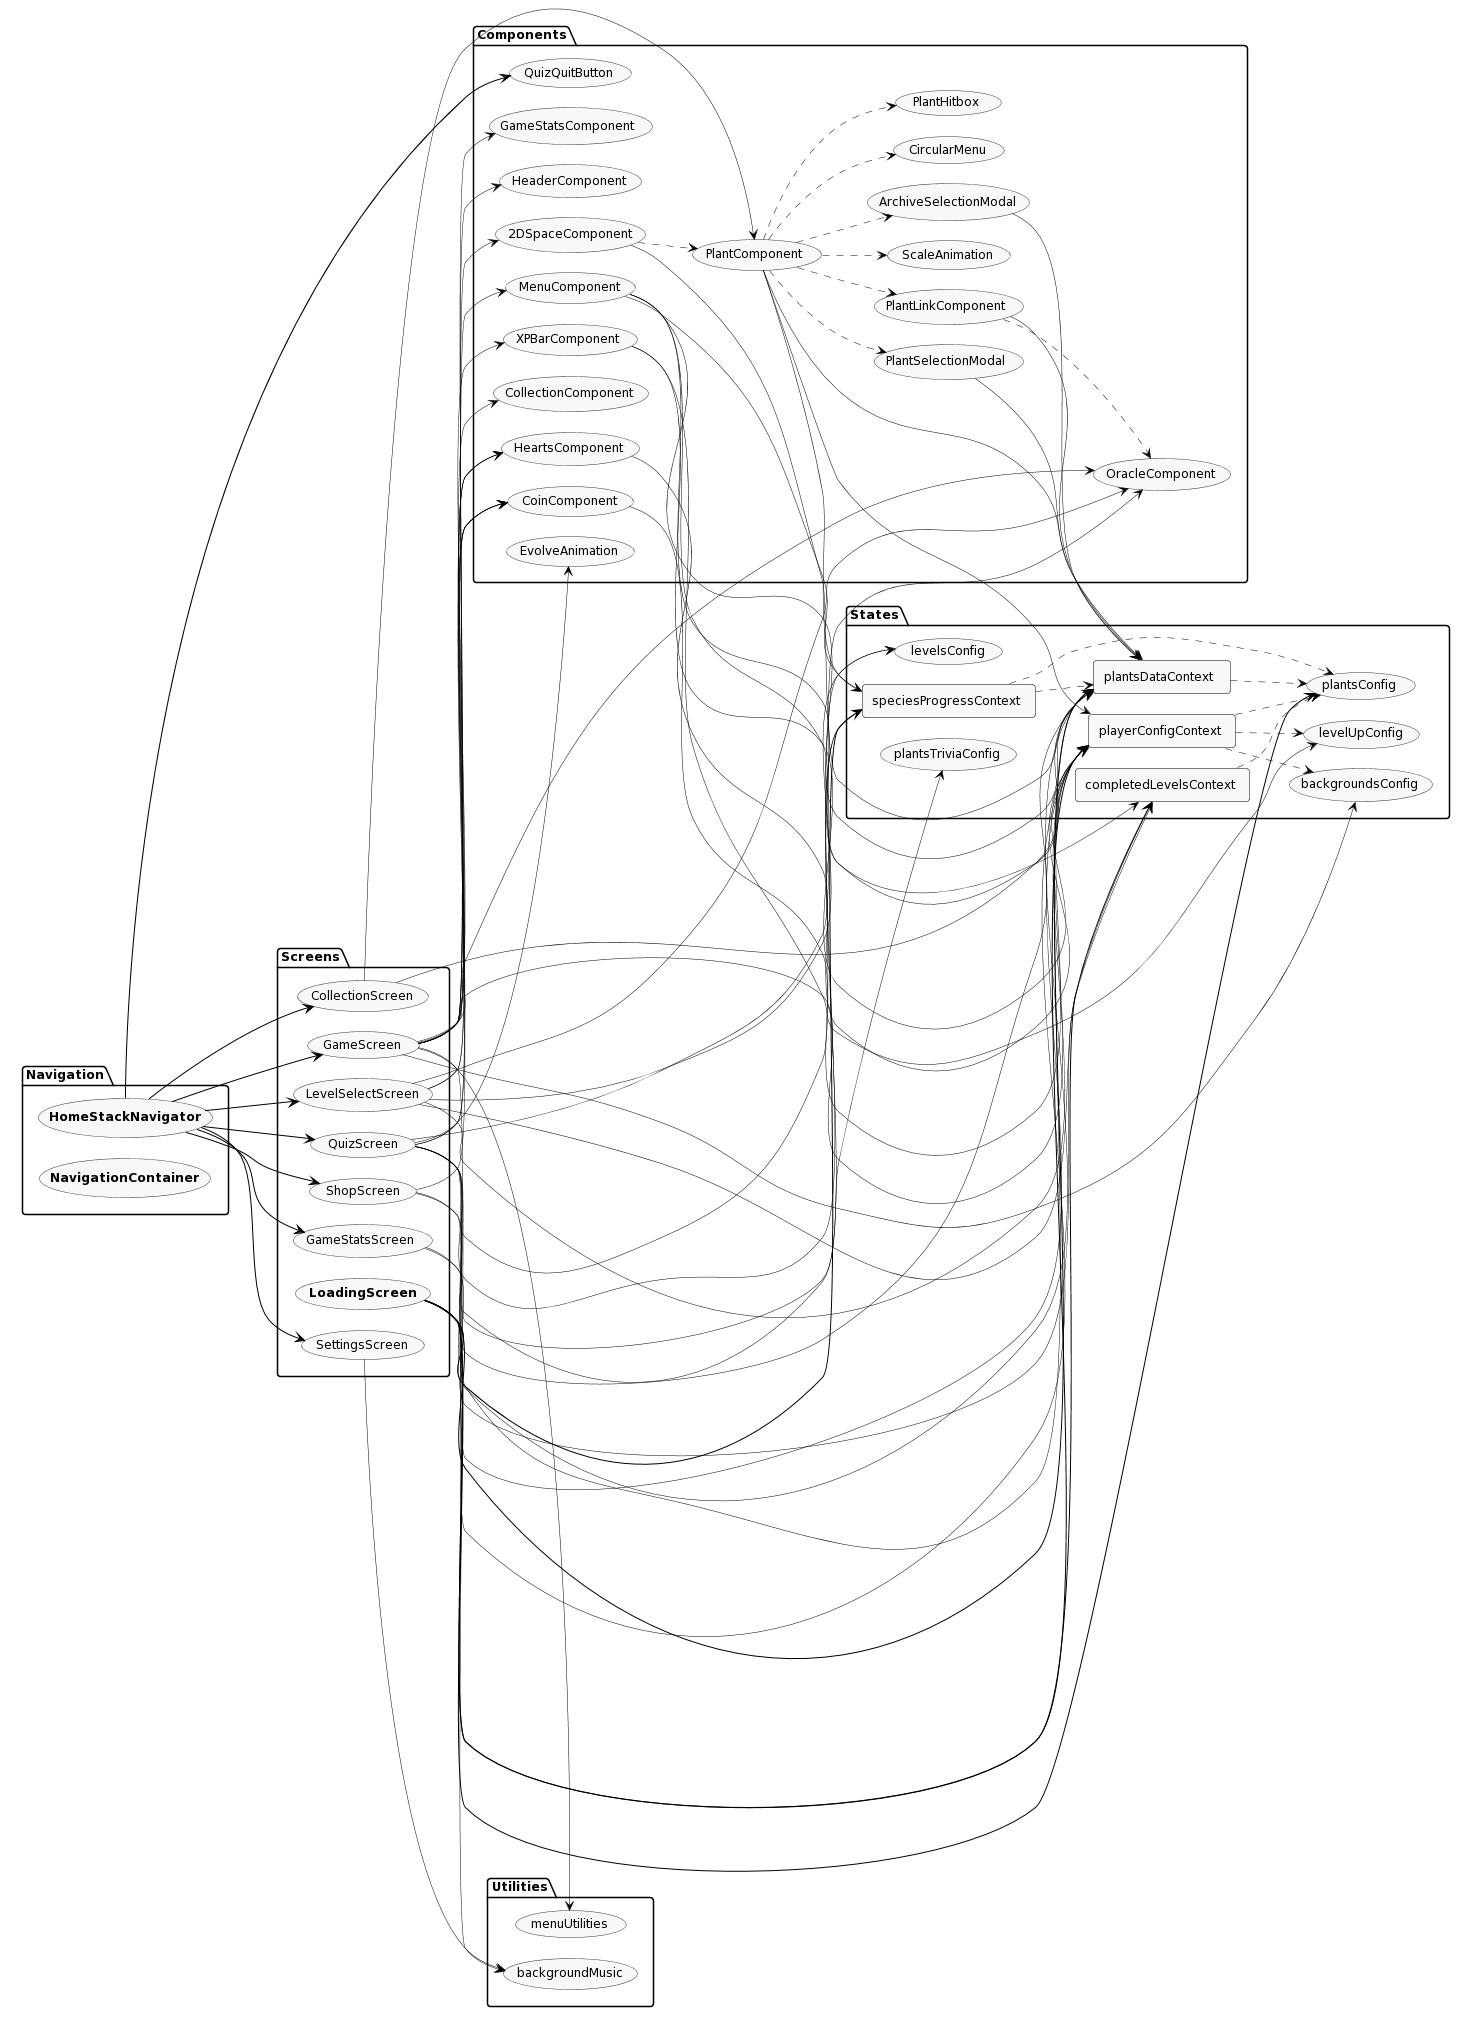 Components
QuizQuitButton
GameStatsComponent
HeaderComponent
2DSpaceComponent
MenuComponent
XPBarComponent
CollectionComponent
HeartsComponent
CoinComponent
EvolveAnimation
PlantComponent
PlantHitbox
CircularMenu
ArchiveSelectionModal
ScaleAnimation
PlantLinkComponent
PlantSelectionModal
OracleComponent
States
levelsConfig
speciesProgressContext
plantsTriviaConfig
plantsDataContext
playerConfigContext
completedLevelsContext
plantsConfig
levelUpConfig
backgroundsConfig
Screens
CollectionScreen
GameScreen
LevelSelectScreen
QuizScreen
ShopScreen
GameStatsScreen
LoadingScreen
SettingsScreen
Navigation
HomeStackNavigator
NavigationContainer
Utilities
menuUtilities
backgroundMusic